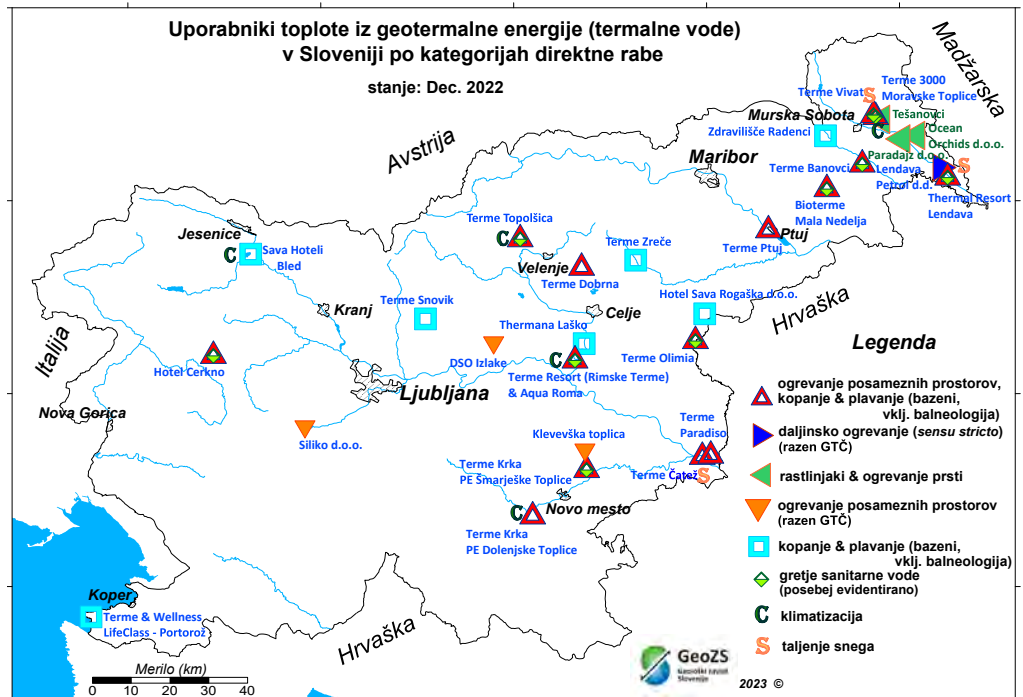 Uporabniki toplote iz geotermalne energije (termalne vode)
v Sloveniji po kategorijah direktne rabe
stanje: Dec. 2022
Madžarska
Avstrija
Italija
Hrvaška
Hrvaška
Terme Vivat
S
Terme 3000
Moravske Toplice
Murska Sobota
C
Tešanovci
Ocean
Orchids d.o.o.
Zdravilišče Radenci
Paradajz d.o.o.
Maribor
Terme Banovci
Lendava
Petrol d.d.
S
Thermal Resort
Lendava
Bioterme
Mala Nedelja
Ptuj
Terme Ptuj
Jesenice
C
Sava Hoteli
Bled
Terme Topolšica
C
Terme Zreče
Velenje
Terme Dobrna
Hotel Sava Rogaška d.o.o.
Kranj
Terme Snovik
Celje
Thermana Laško
DSO Izlake
C
Terme Resort (Rimske Terme)
& Aqua Roma
Terme Olimia
Hotel Cerkno
Ljubljana
Nova Gorica
Siliko d.o.o.
Klevevška toplica
Terme
Paradiso
Terme Krka
PE Šmarješke Toplice
Terme Čatež
S
Novo mesto
C
Terme Krka
PE Dolenjske Toplice
Koper
Terme & Wellness
LifeClass - Portorož
Legenda
ogrevanje posameznih prostorov,
kopanje & plavanje (bazeni,
vklj. balneologija)
daljinsko ogrevanje (sensu stricto)
(razen GTČ)
rastlinjaki & ogrevanje prsti
ogrevanje posameznih prostorov
(razen GTČ)
kopanje & plavanje (bazeni,
vklj. balneologija)
gretje sanitarne vode
(posebej evidentirano)
C klimatizacija
S taljenje snega
Merilo (km)
0 10 20 30 40
GeoZS
Geološki zavod
Slovenije
2023 ©